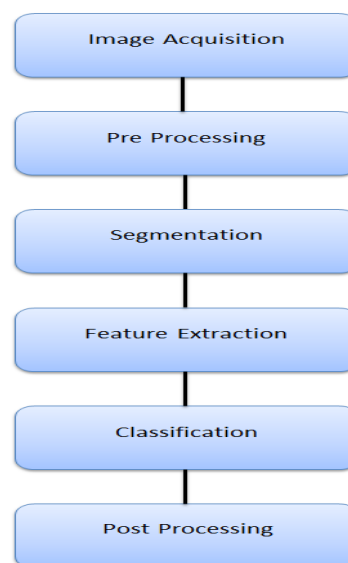 Image Acquisition
Pre Processing
Segmentation
Feature Extraction
Classification
Post Processing